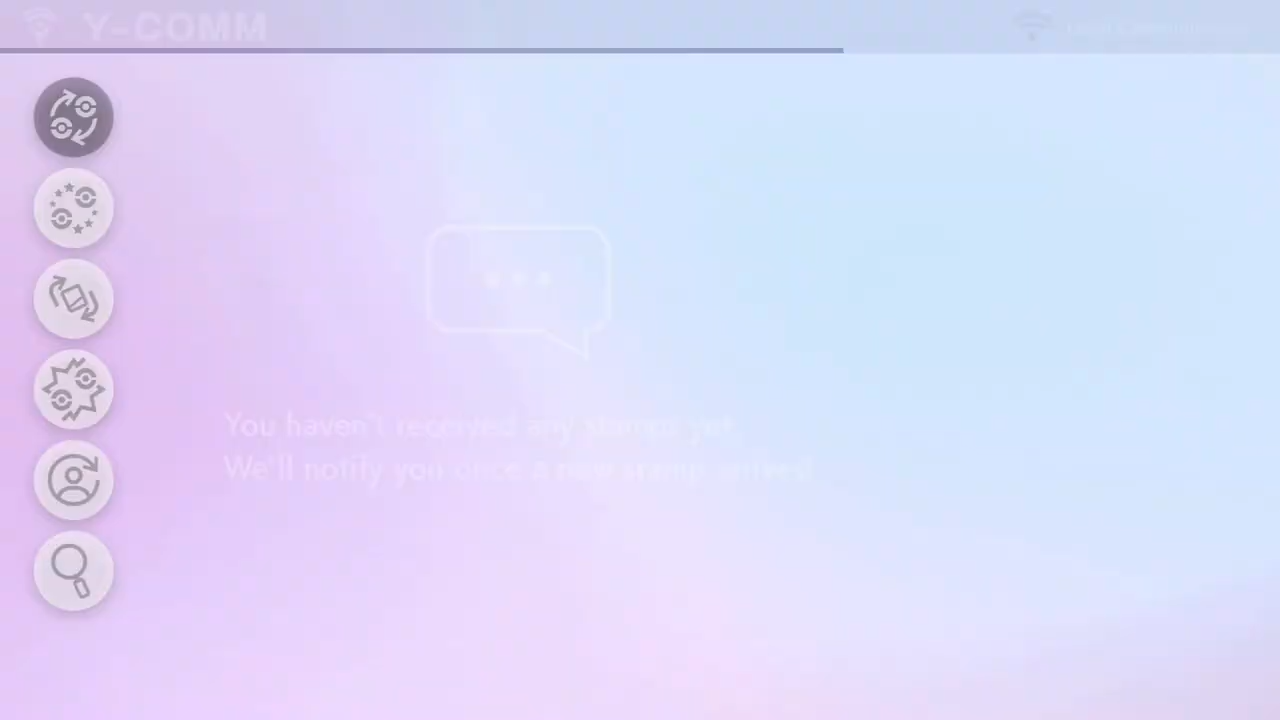 Y-COMM
You haven't received any stamps yet.
We'll notify you once a new stamp arrives!